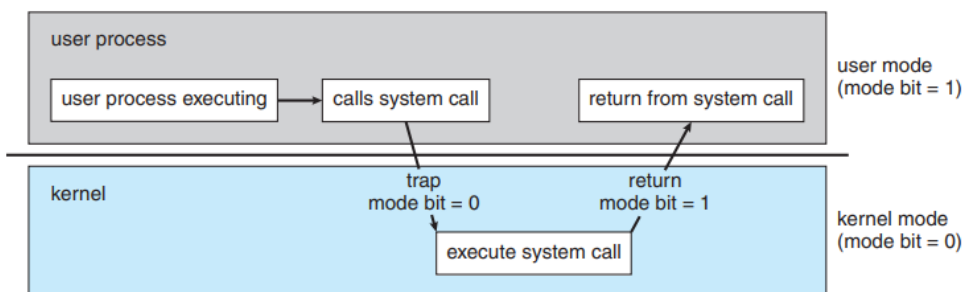 user process
user process executing
calls system call
return from system call
user mode
(mode bit = 1)
kernel
trap
mode bit = 0
return
mode bit = 1
execute system call
kernel mode
(mode bit = 0)